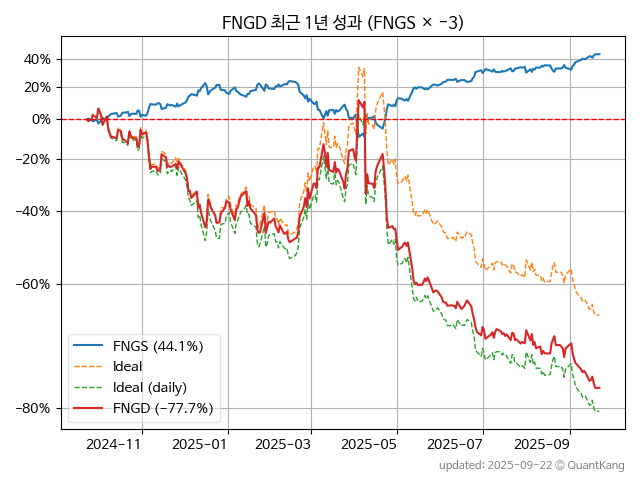 FNGD 최근 1년 성과 (FNGS × −3)
40%
20%
0%
−20%
−40%
−60%
−80%
FNGS (44.1%)
Ideal
Ideal (daily)
FNGD (−77.7%)
2024-11
2025-01
2025-03
2025-05
2025-07
2025-09
updated: 2025-09-22 © QuantKang